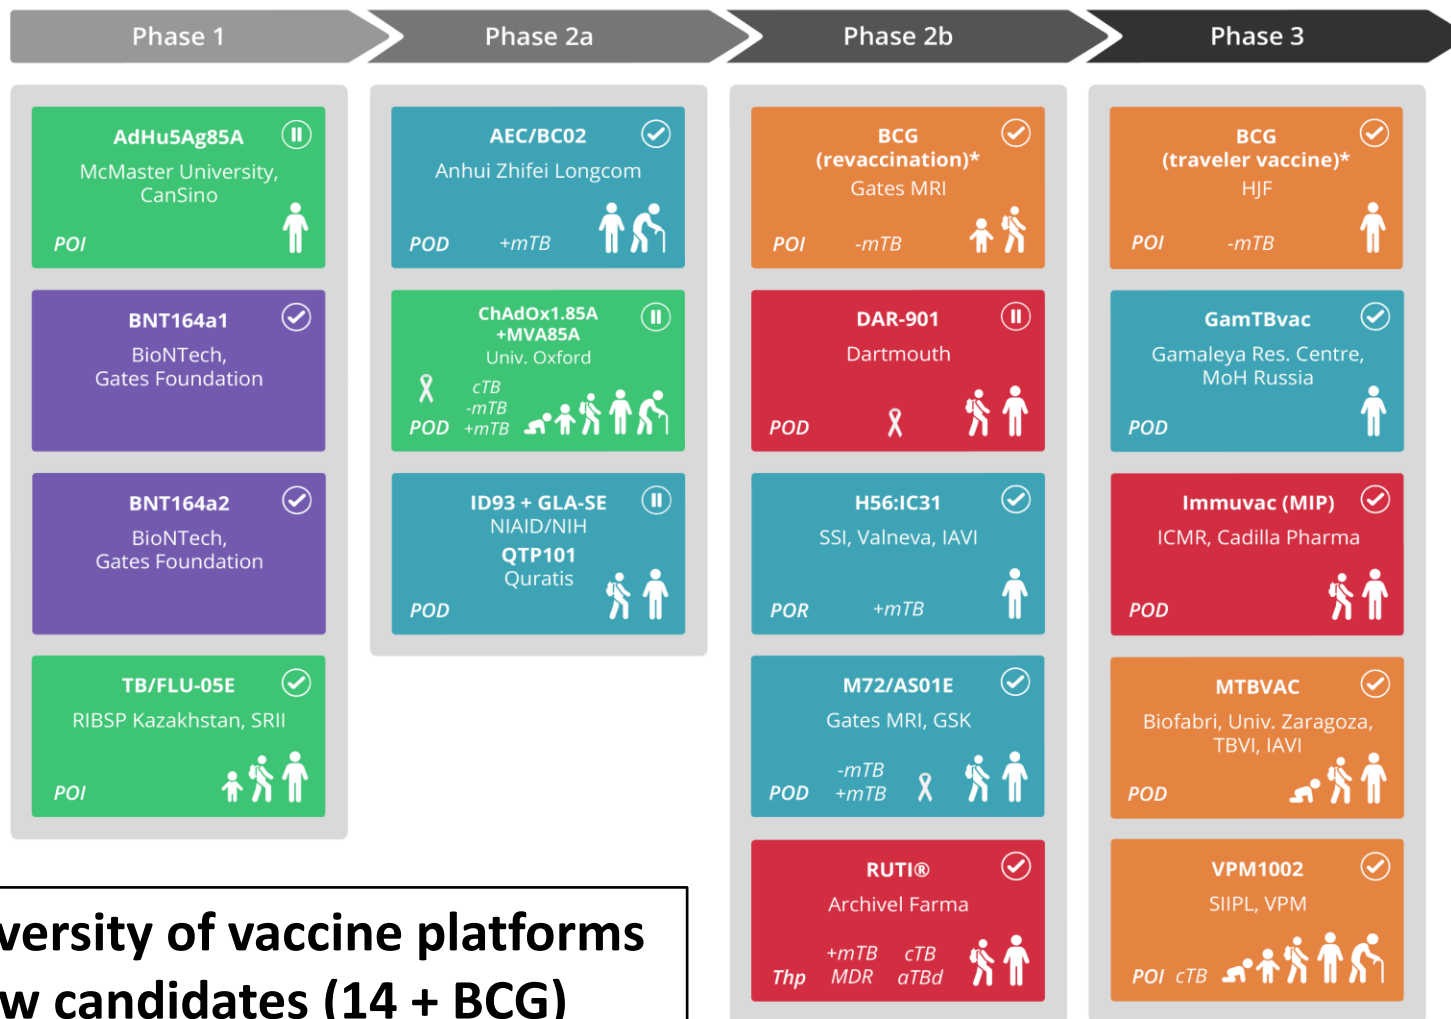 Phase 1
Phase 2a
Phase 2b
Phase 3
AdHu5Ag85A
McMaster University,
CanSino
POI
BNT164a1
BioNTech,
Gates Foundation
BNT164a2
BioNTech,
Gates Foundation
TB/FLU-05E
RIBSP Kazakhstan, SRII
POI
AEC/BC02
Anhui Zhifei Longcom
POD +mTB
ChAdOx1.85A
+MVA85A
Univ. Oxford
cTB
-mTB
POD +mTB
ID93 + GLA-SE
NIAID/NIH
QTP101
Quratis
POD
BCG
(revaccination)*
Gates MRI
POI -mTB
DAR-901
Dartmouth
POD
H56:IC31
SSI, Valneva, IAVI
POR +mTB
M72/AS01E
Gates MRI, GSK
-mTB
POD +mTB
RUTI®
Archivel Farma
+mTB cTB
Thp MDR aTBd
BCG
(traveler vaccine)*
HJF
POI -mTB
GamTBvac
Gamaleya Res. Centre,
MoH Russia
POD
Immuvac (MIP)
ICMR, Cadilla Pharma
POD
MTBVAC
Biofabri, Univ. Zaragoza,
TBVI, IAVI
POD
VPM1002
SIIPL, VPM
POI cTB
versity of vaccine platforms
w candidates (14 + BCG)